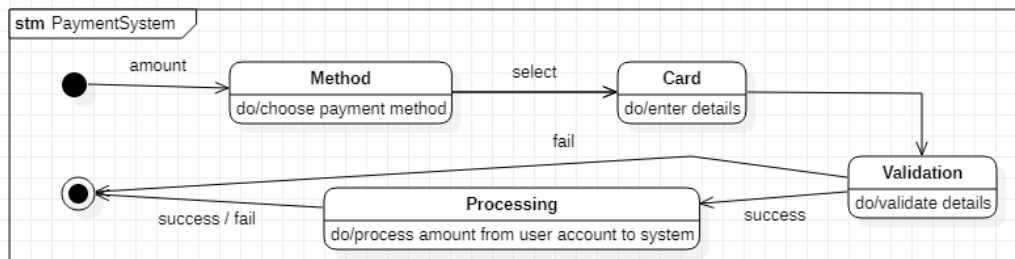 stm PaymentSystem
amount
Method
do/choose payment method
select
Card
do/enter details
fail
Validation
do/validate details
success
Processing
do/process amount from user account to system
success / fail